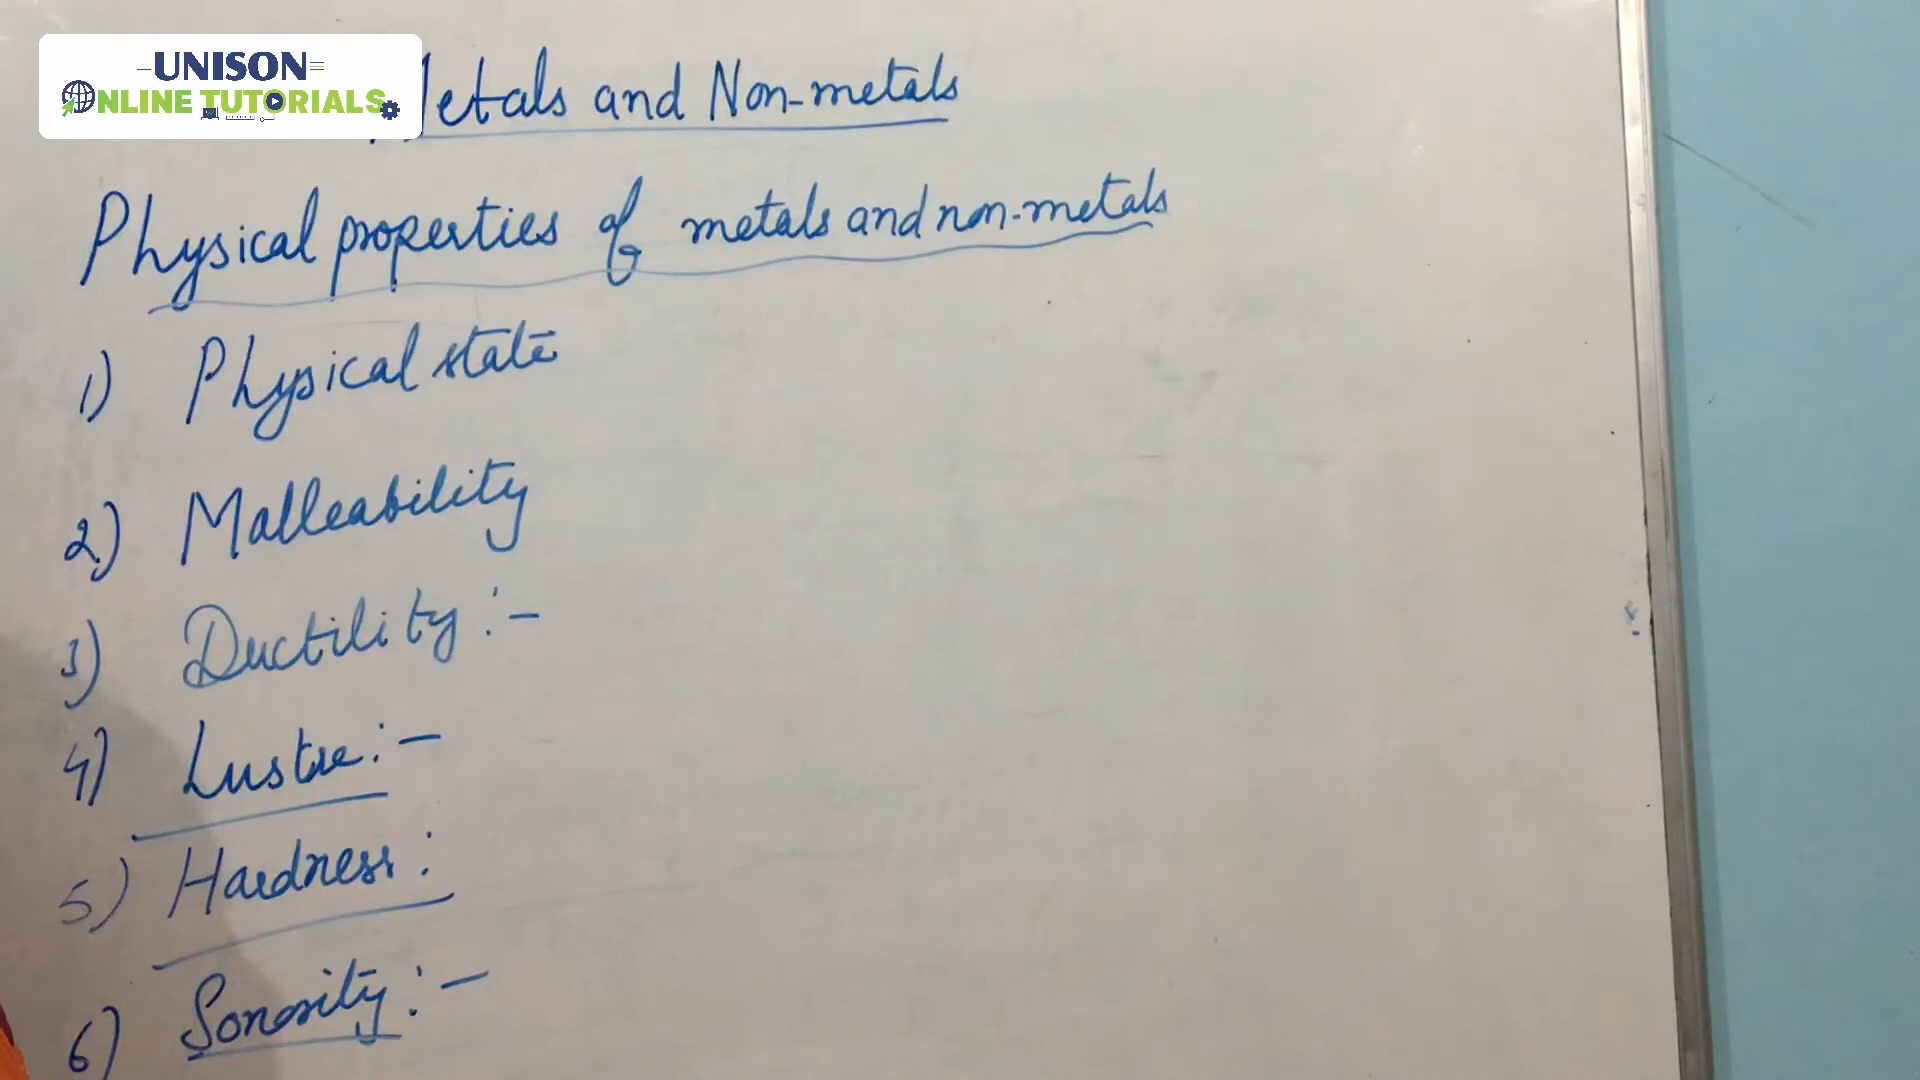 UNISON
ONLINE TUTORIALS
Metals and Non-metals
Physical properties of metals and non-metals
1) Physical state
2) Malleability
3) Ductility :-
4) Lustre :-
5) Hardness :
6) Sonority :-